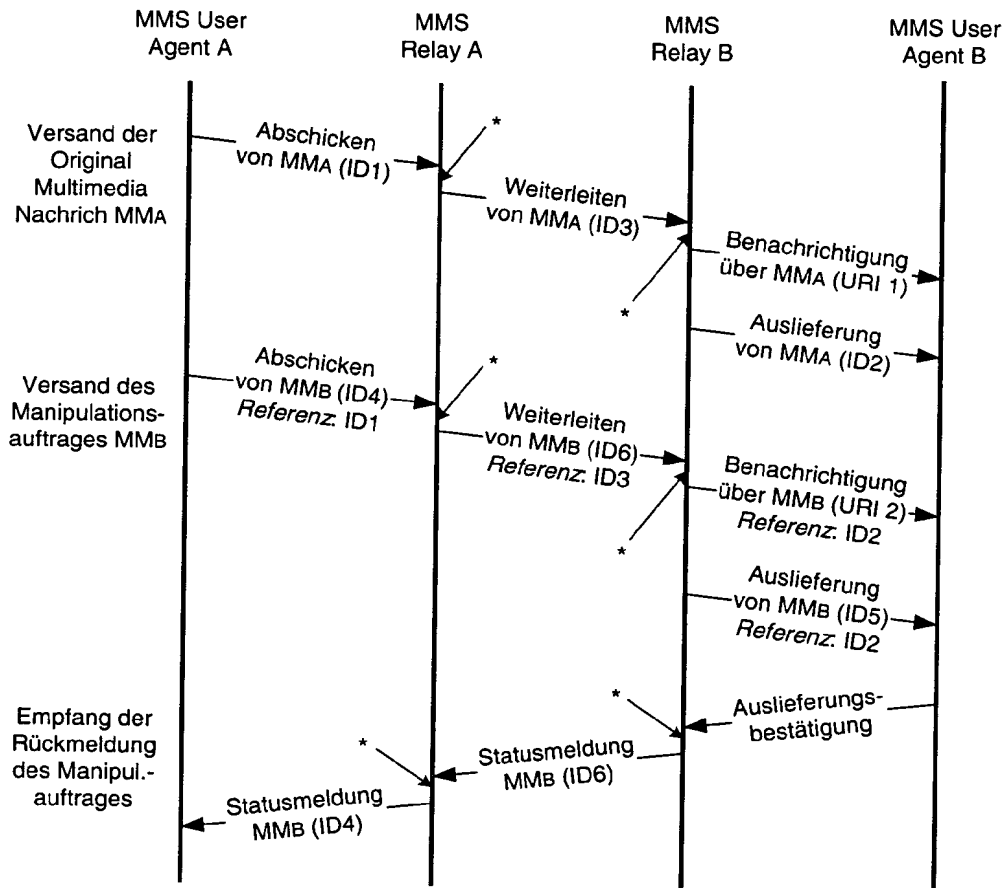 MMS User
Agent A
MMS
Relay A
MMS
Relay B
MMS User
Agent B
Versand der
Original
Multimedia
Nachrich MMA
Abschicken
von MMA (ID1)
*
Weiterleiten
von MMA (ID3)
*
Benachrichtigung
über MMA (URI 1)
Auslieferung
von MMA (ID2)
Versand des
Manipulations-
auftrages MMB
Abschicken
von MMB (ID4)
Referenz: ID1
*
Weiterleiten
von MMB (ID6)
Referenz: ID3
*
Benachrichtigung
über MMB (URI 2)
Referenz: ID2
Auslieferung
von MMB (ID5)
Referenz: ID2
Empfang der
Rückmeldung
des Manipul.-
auftrages
Auslieferungs-
bestätigung
*
Statusmeldung
MMB (ID6)
*
Statusmeldung
MMB (ID4)